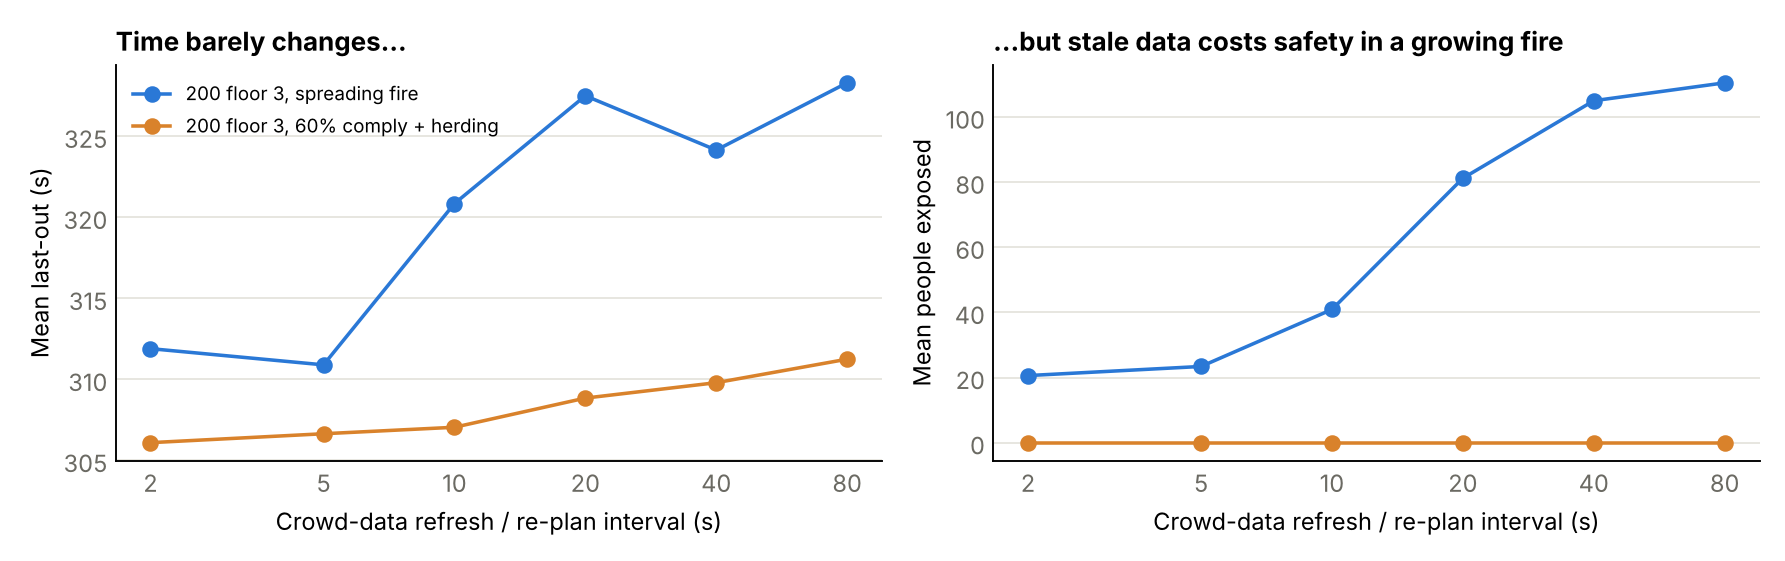 Time barely changes...
200 floor 3, spreading fire
200 floor 3, 60% comply + herding
Mean last-out (s)
325
320
315
310
305
2 5 10 20 40 80
Crowd-data refresh / re-plan interval (s)
...but stale data costs safety in a growing fire
Mean people exposed
100
80
60
40
20
0
2 5 10 20 40 80
Crowd-data refresh / re-plan interval (s)